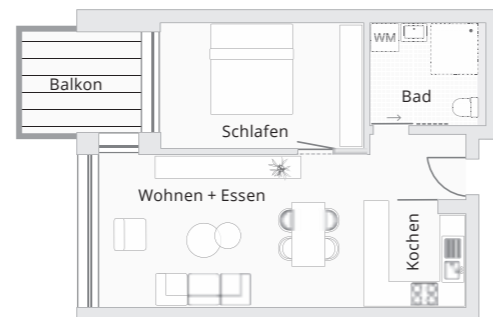 WM
Balkon
Bad
Schlafen
Wohnen + Essen
Kochen